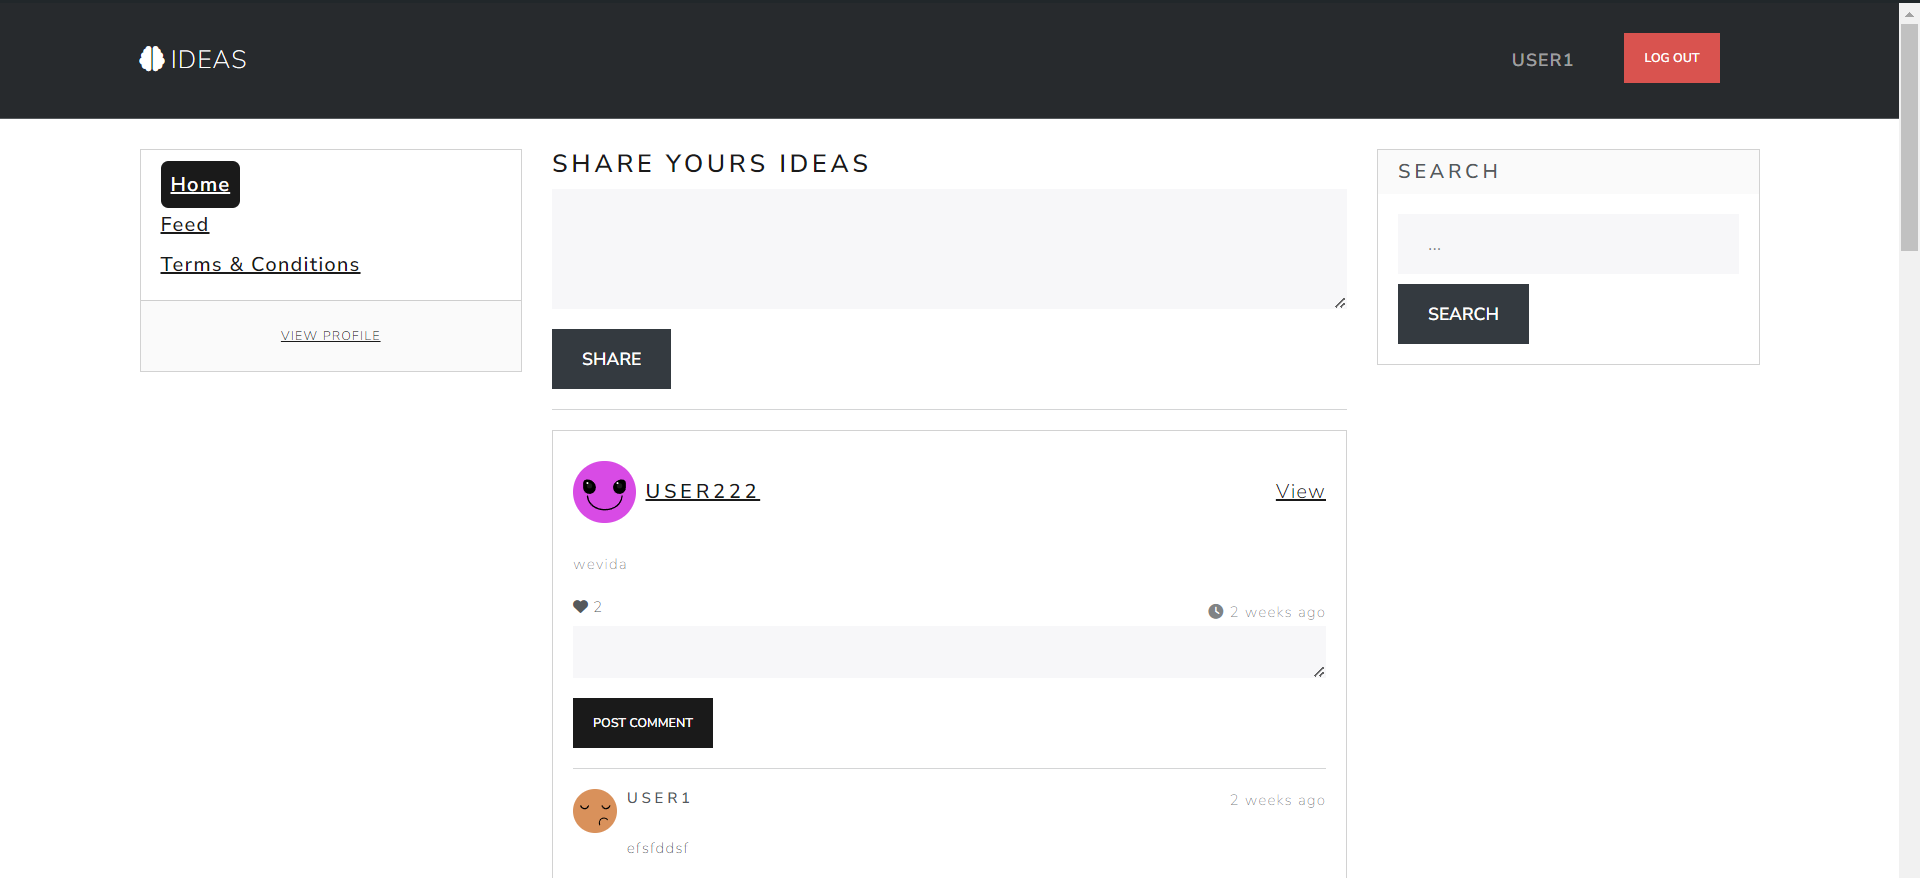 IDEAS
USER1
LOG OUT
Home
Feed
Terms & Conditions
VIEW PROFILE
SHARE YOURS IDEAS
SHARE
USER222
View
wevida
2
2 weeks ago
POST COMMENT
USER1
2 weeks ago
efsfddsf
SEARCH
...
SEARCH